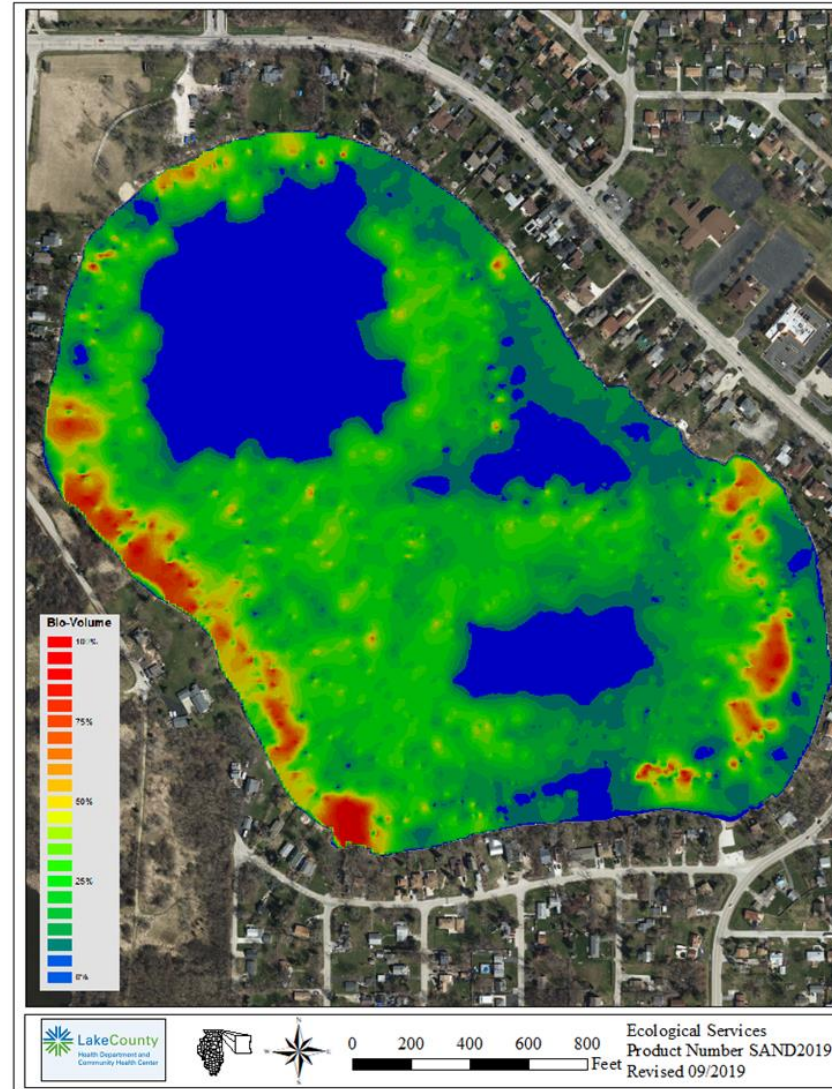 Bio-Volume
100%
75%
50%
25%
0%
LakeCounty
Health Department and
Community Health Center
N
W
E
S
0 200 400 600 800
Feet
Ecological Services
Product Number SAND2019
Revised 09/2019